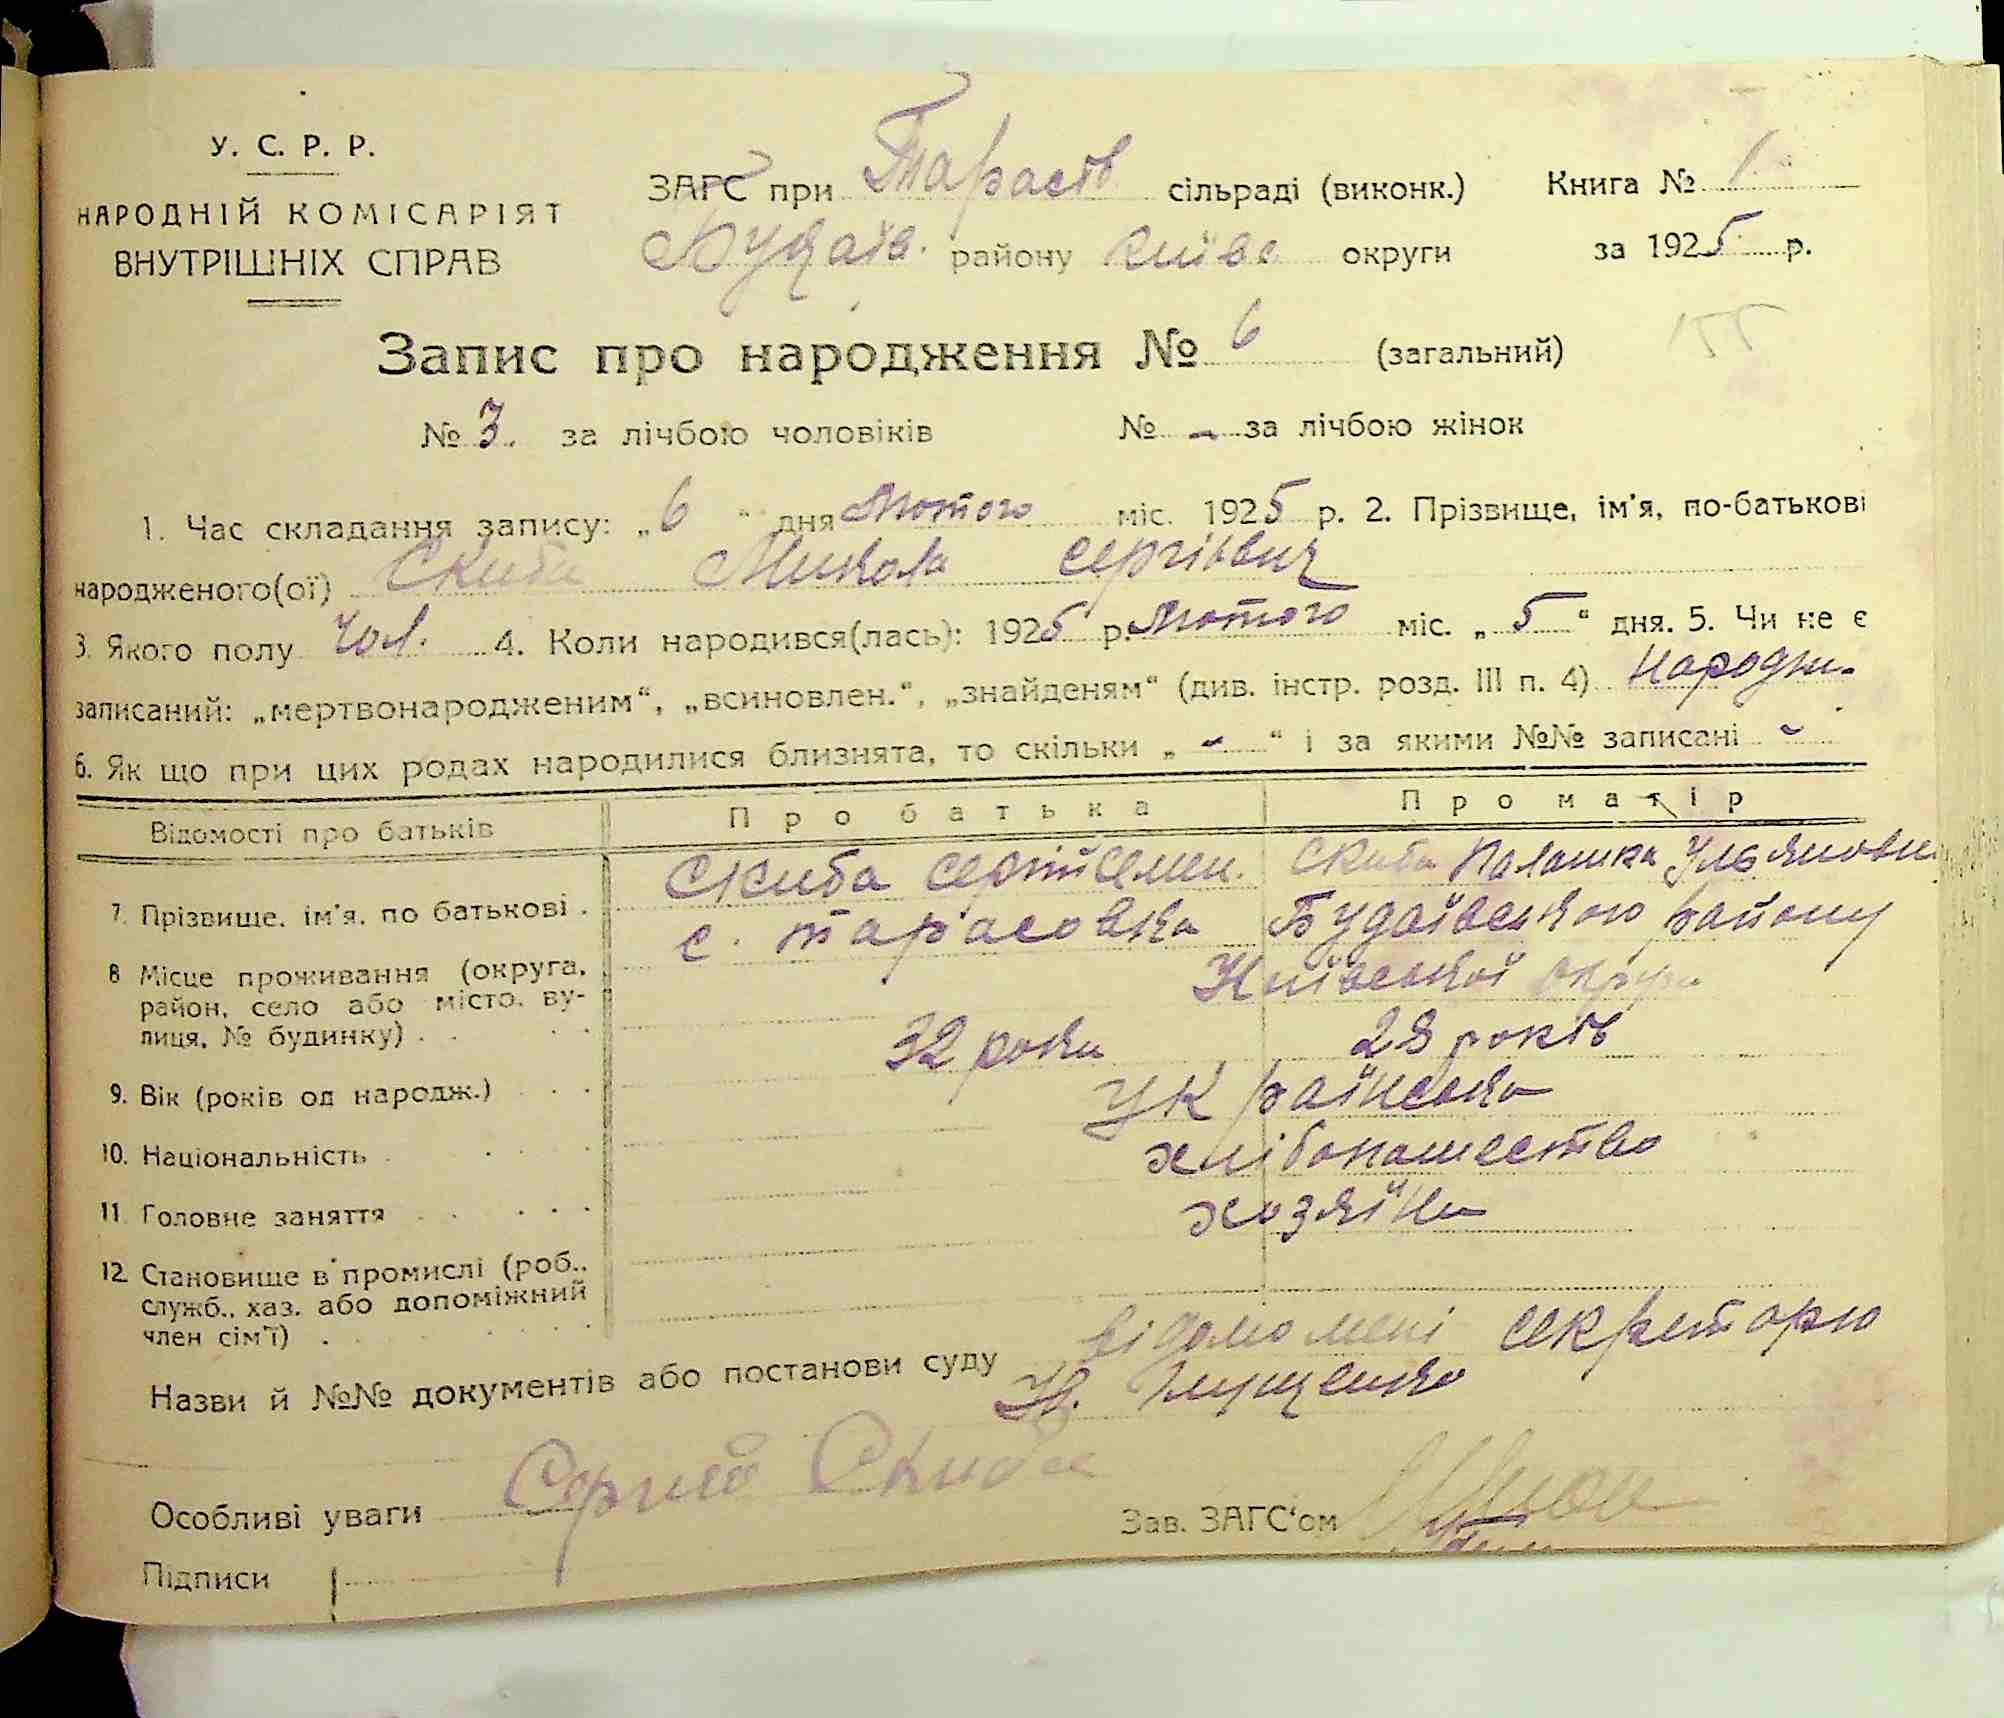 У. С. Р. Р.
НАРОДНІЙ КОМІСАРІЯТ
ВНУТРІШНІХ СПРАВ
ЗАГС при Тарасів сільраді (виконк.) Книга № 1
Будаїв. району Київс округи за 1925 р.
Запис про народження № 6 (загальний)
№ 3. за лічбою чоловіків № - за лічбою жінок
1. Час складання запису: „6" дня Лютого міс. 1925 р. 2. Прізвище, ім'я, по-батькові
народженого(ої) Скиба Микола Сергієвич
3. Якого полу Чол. 4. Коли народився(лась): 1925 р. Лютого міс. „5" дня. 5. Чи не є
записаний: „мертвонародженим", „всиновлен.", „знайденям" (див. інстр. розд. III п. 4) Народжи.
6. Як що при цих родах народилися близнята, то скільки „-" і за якими №№ записані -
Відомості про батьків Про батька Про матір
7. Прізвище, ім'я, по батькові . Скиба Сергій Семен. Скиба Палашка Ульяновн.
8 Місце проживання (округа, район, село або місто, вулиця, № будинку) . с. Тарасовка Будаївського району
Київської округи
9. Вік (років од народж.) 32 роки 28 років
10. Національність Українська
11. Головне заняття хлібопашество
12. Становище в промислі (роб., служб., хаз. або допоміжний член сім'ї) . хозяїни
Назви й №№ документів або постанови суду відомо мені секретарю
Особливі уваги Сергий Скиба
Зав. ЗАГС'ом
Підписи